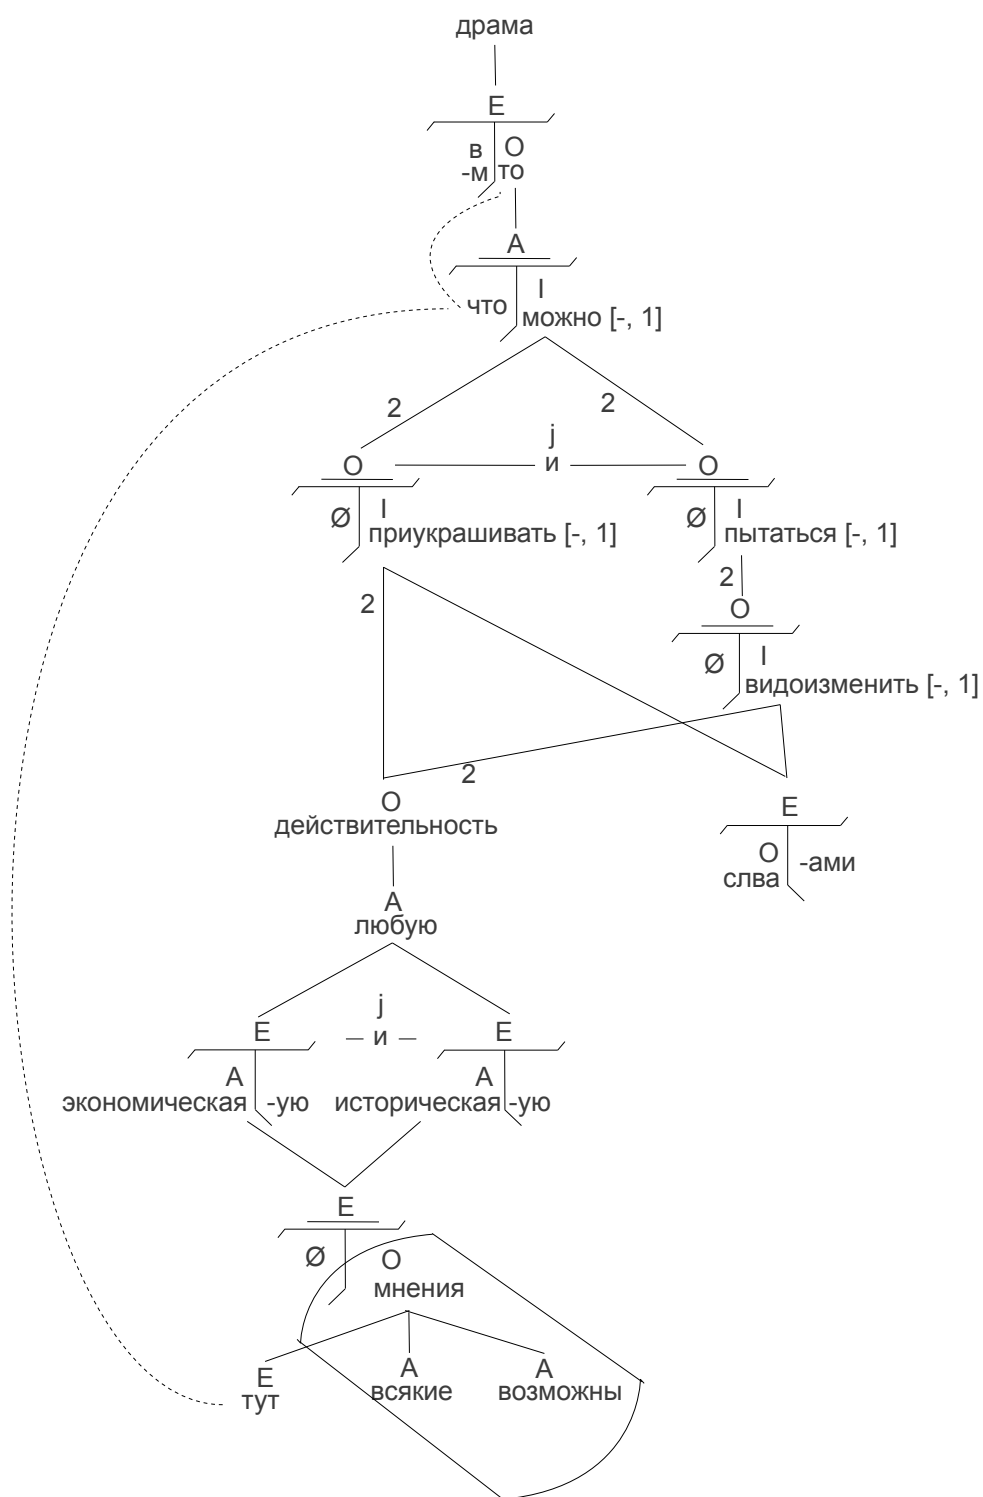 драма
E
в O
-м то
A
что I
можно [-, 1]
2 2
j
O и O
Ø I
приукрашивать [-, 1]
Ø I
пытаться [-, 1]
2
2
O
Ø I
видоизменить [-, 1]
2
O
действительность
E
O -ами
слва
A
любую
j
E – и – E
A A
экономическая -ую историческая -ую
E
Ø O
мнения
E A A
тут всякие возможны